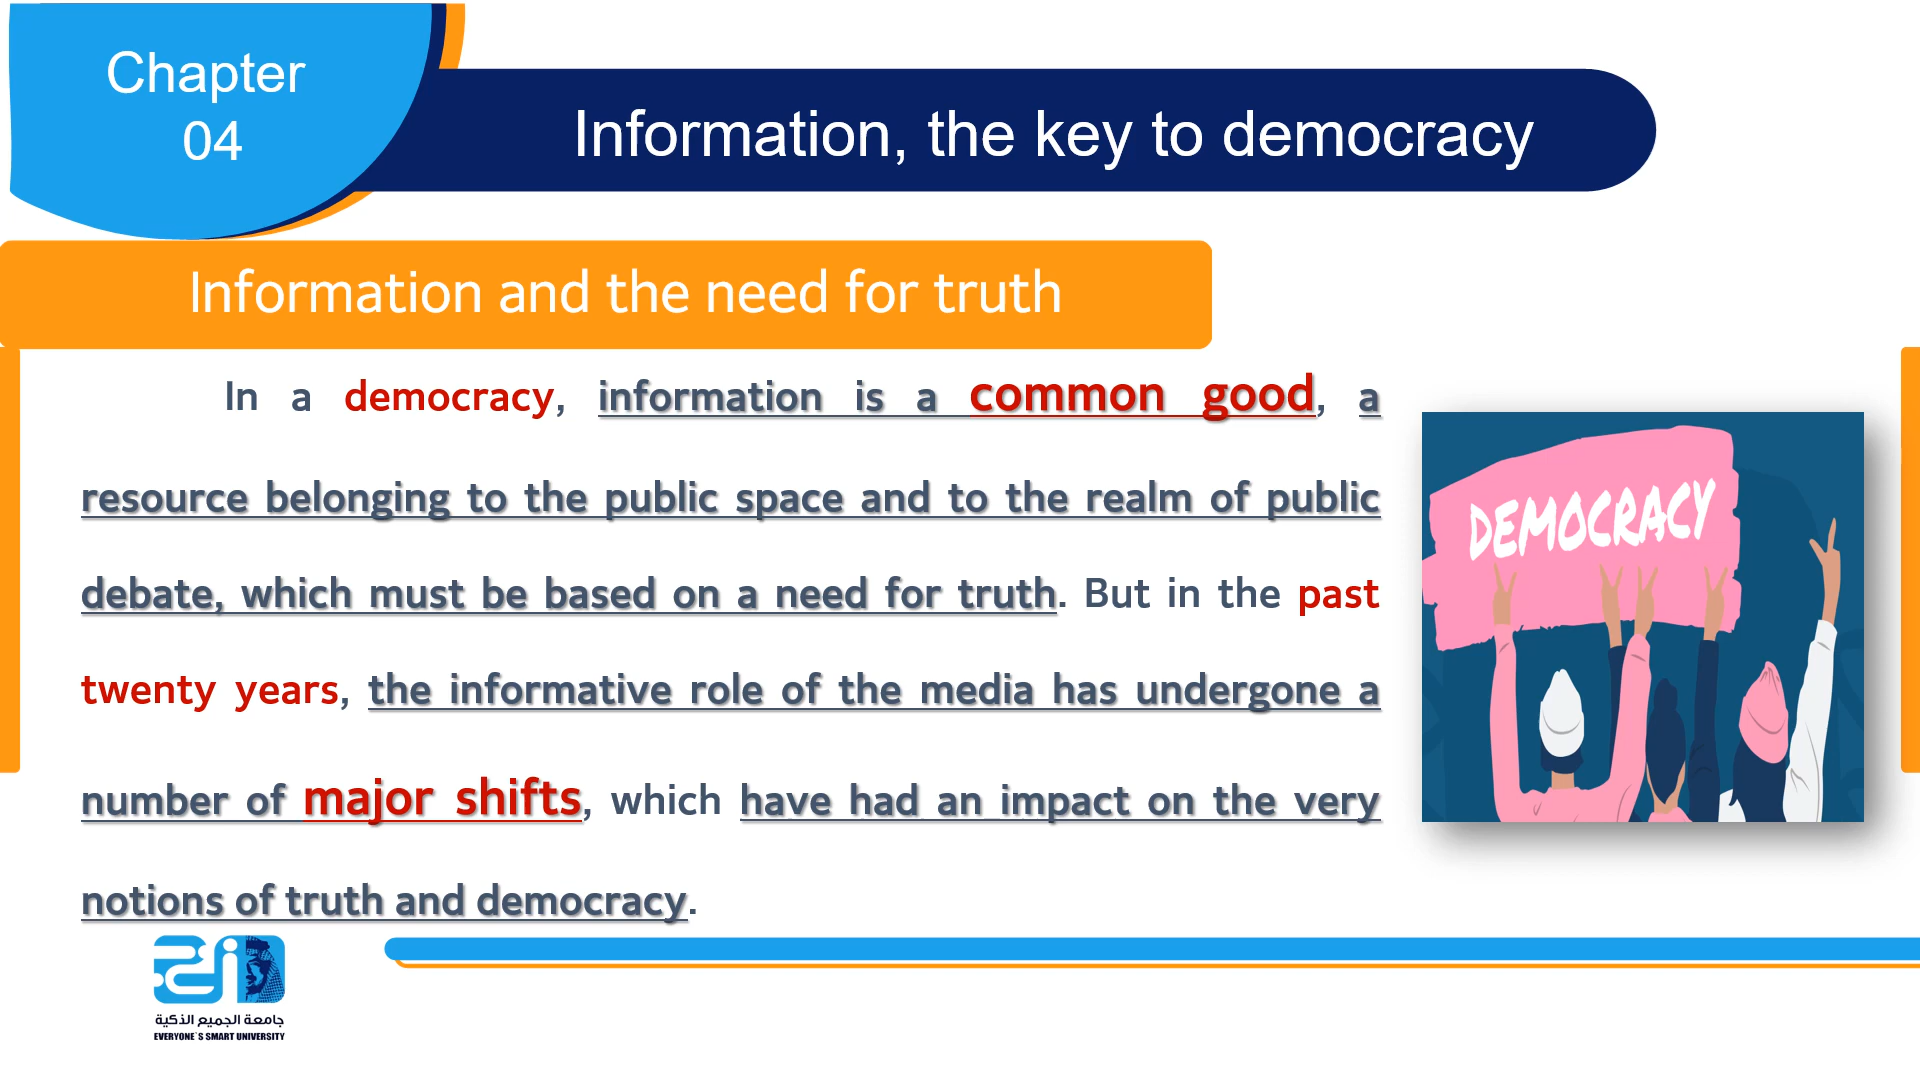 Chapter
04
Information, the key to democracy
Information and the need for truth
In a democracy, information is a common good, a
resource belonging to the public space and to the realm of public
debate, which must be based on a need for truth. But in the past
twenty years, the informative role of the media has undergone a
number of major shifts, which have had an impact on the very
notions of truth and democracy.
DEMOCRACY
جامعة الجميع الذكية
EVERYONE`S SMART UNIVERSITY